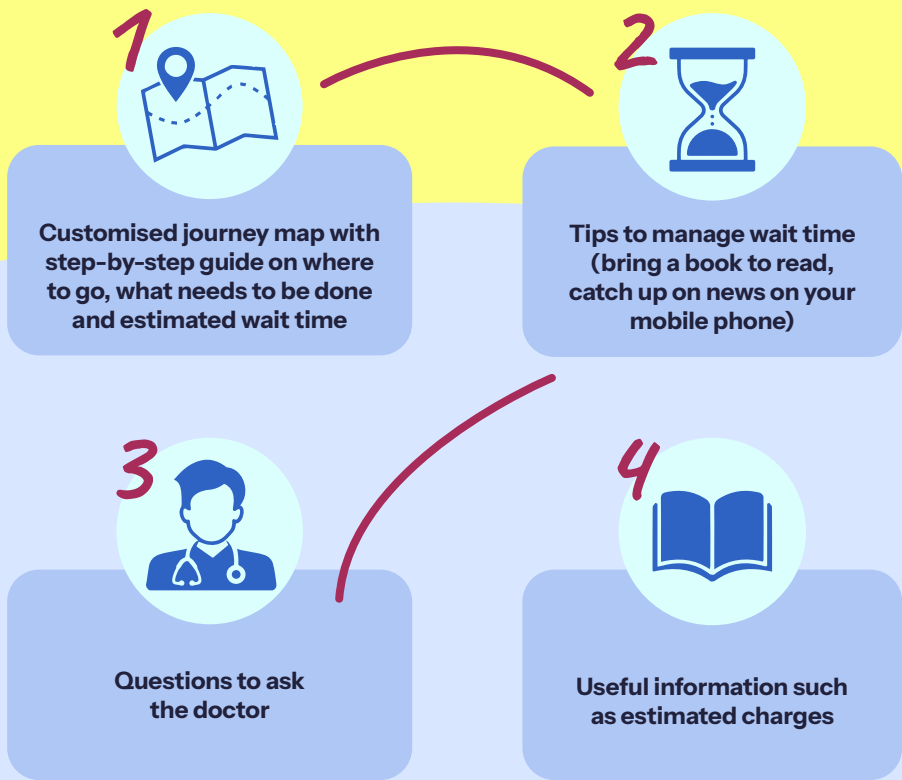 1
Customised journey map with
step-by-step guide on where
to go, what needs to be done
and estimated wait time
2
Tips to manage wait time
(bring a book to read,
catch up on news on your
mobile phone)
3
Questions to ask
the doctor
4
Useful information such
as estimated charges